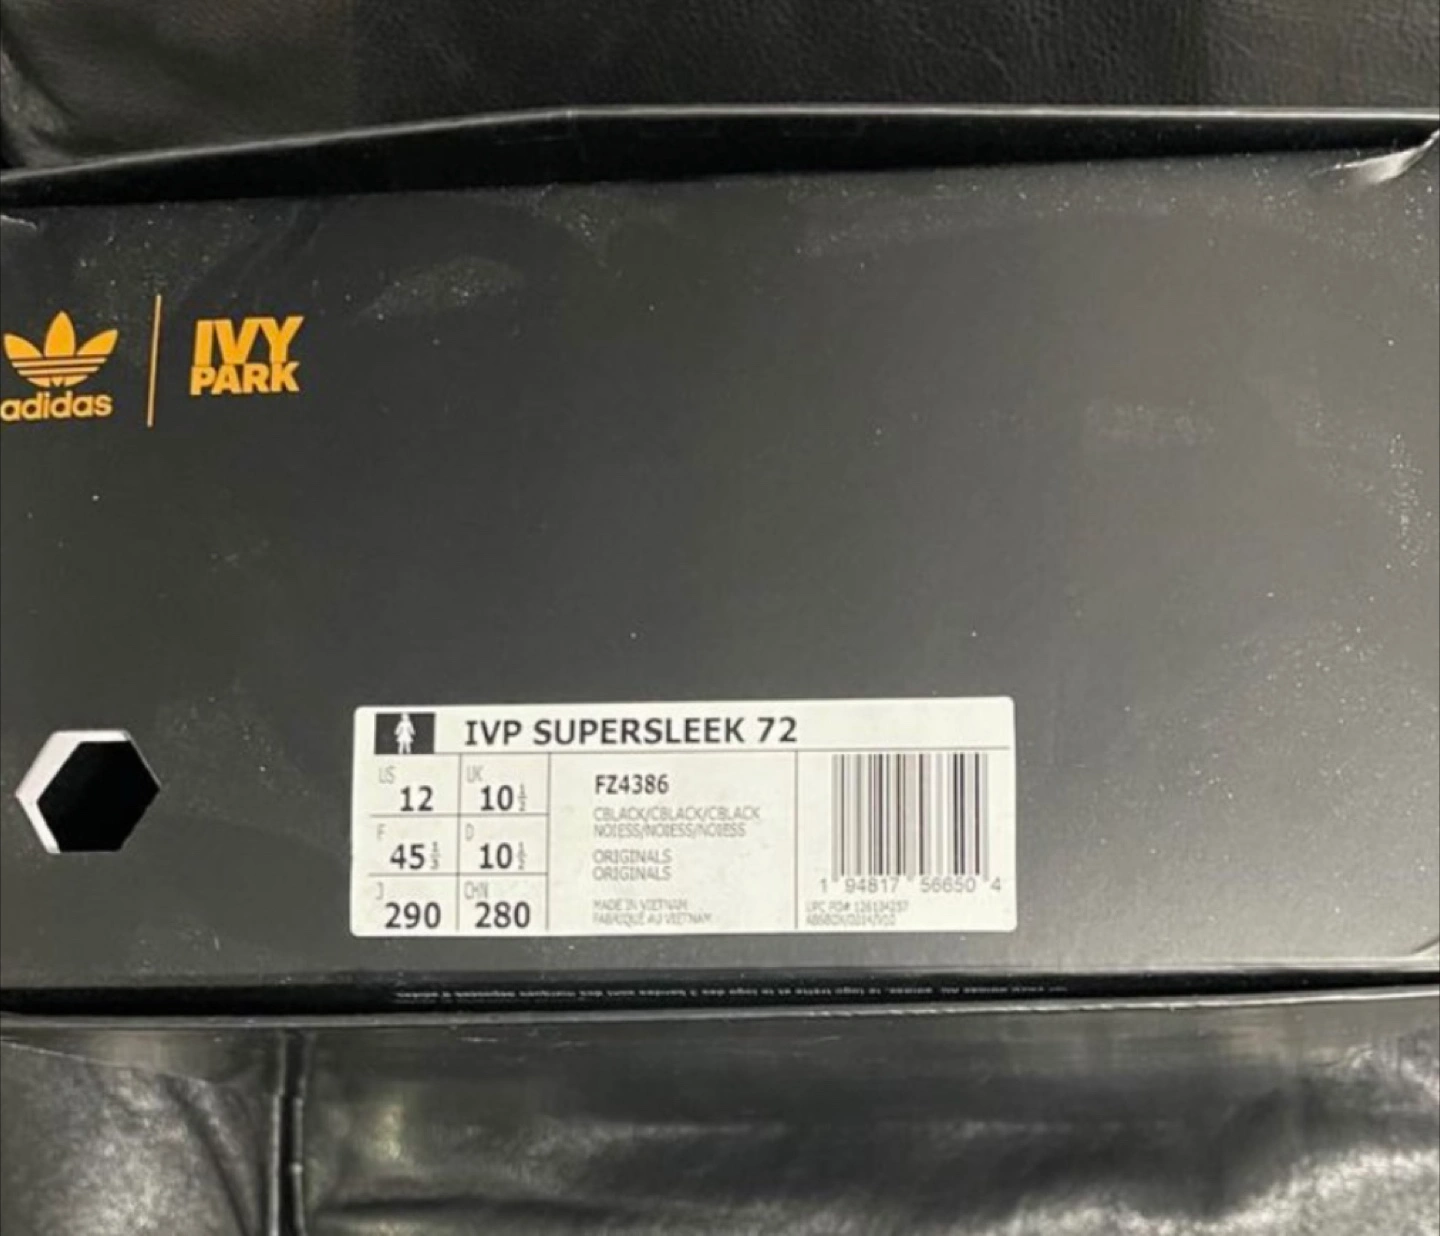 adidas
IVY
PARK
IVP SUPERSLEEK 72
US 12 UK 10½
F 45⅓ D 10½
J 290 CHN 280
FZ4386
CBLACK/CBLACK/CBLACK
NOIESS/NOIESS/NOIESS
ORIGINALS
ORIGINALS
MADE IN VIETNAM
FABRIQUÉ AU VIETNAM
1 94817 56650 4